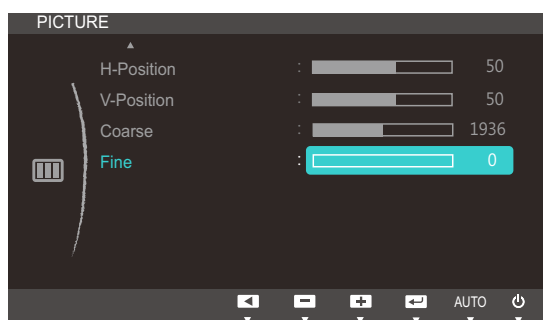 PICTURE
H-Position : 50
V-Position : 50
Coarse : 1936
Fine : 0
AUTO